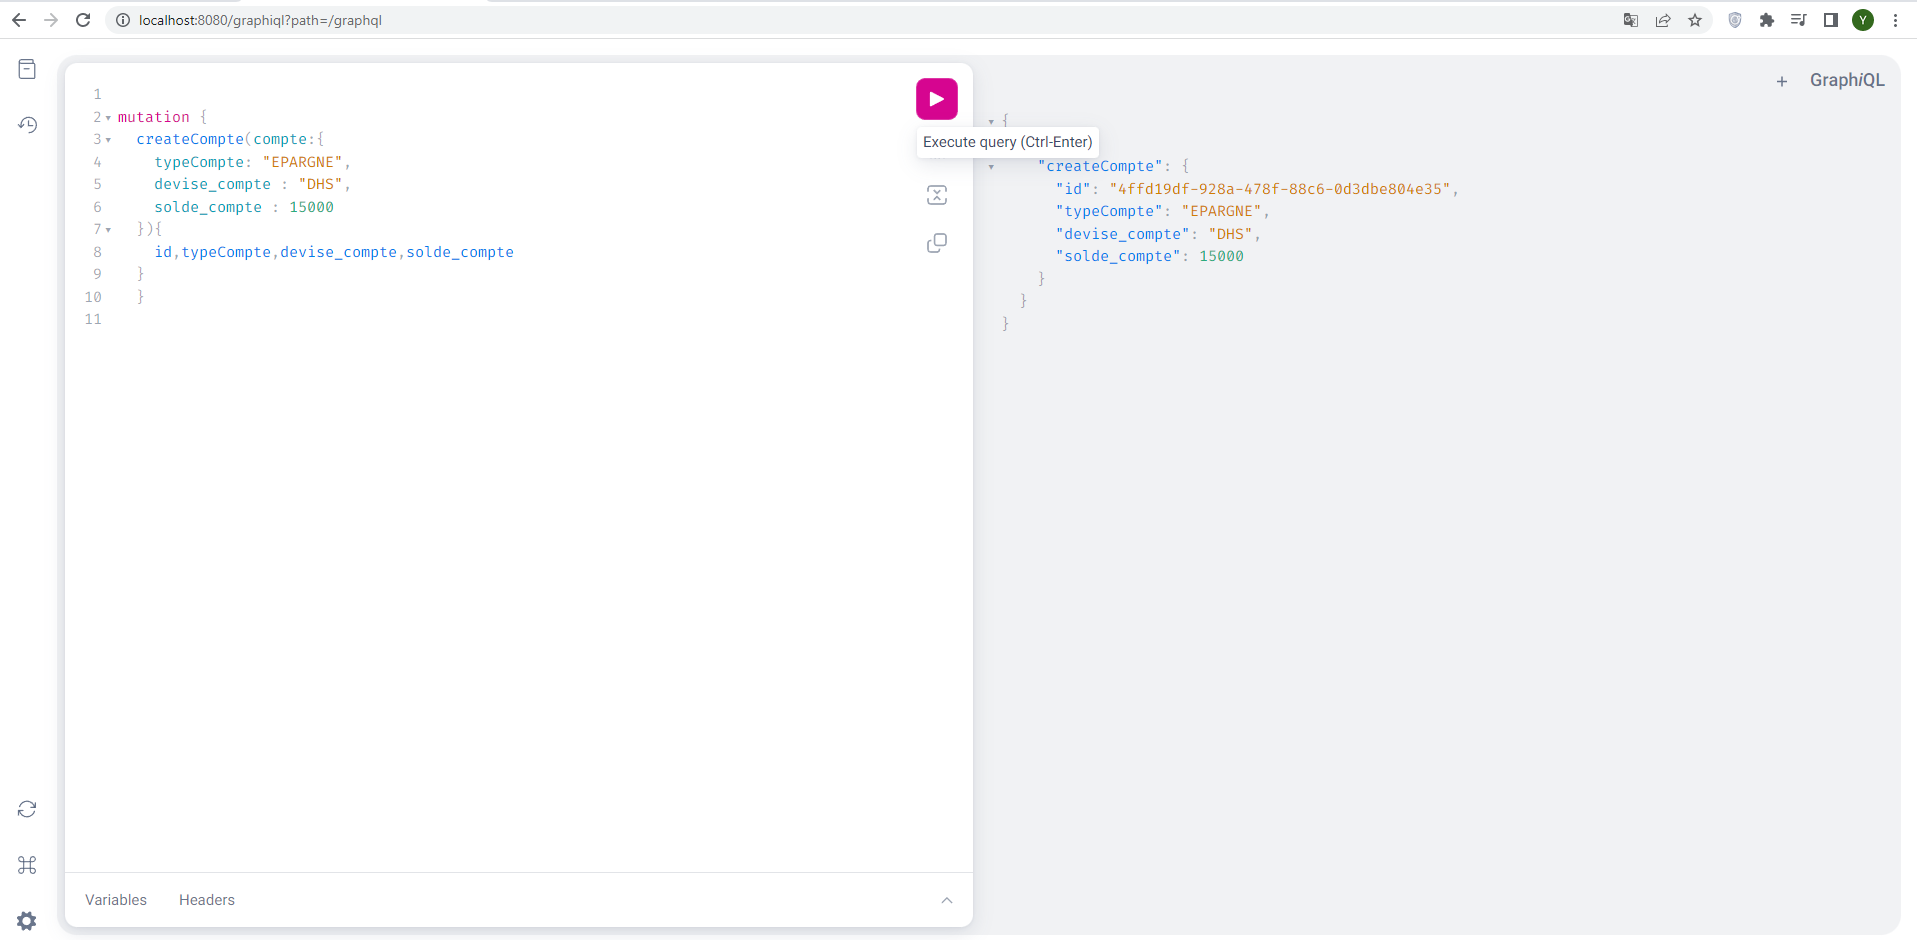 localhost:8080/graphiql?path=/graphql
Y
1
2 mutation {
3 createCompte(compte:{
4 typeCompte: "EPARGNE",
5 devise_compte : "DHS",
6 solde_compte : 15000
7 }){
8 id,typeCompte,devise_compte,solde_compte
9 }
10 }
11
Execute query (Ctrl-Enter)
+ GraphiQL
{
"createCompte": {
"id": "4ffd19df-928a-478f-88c6-0d3dbe804e35",
"typeCompte": "EPARGNE",
"devise_compte": "DHS",
"solde_compte": 15000
}
}
}
Variables Headers